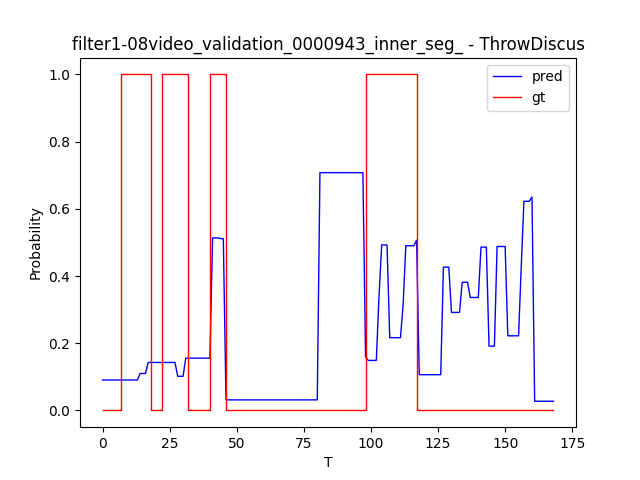 filter1-08video_validation_0000943_inner_seg_ - ThrowDiscus
pred
gt
1.0
0.8
0.6
0.4
0.2
0.0
Probability
0
25
50
75
100
125
150
175
T